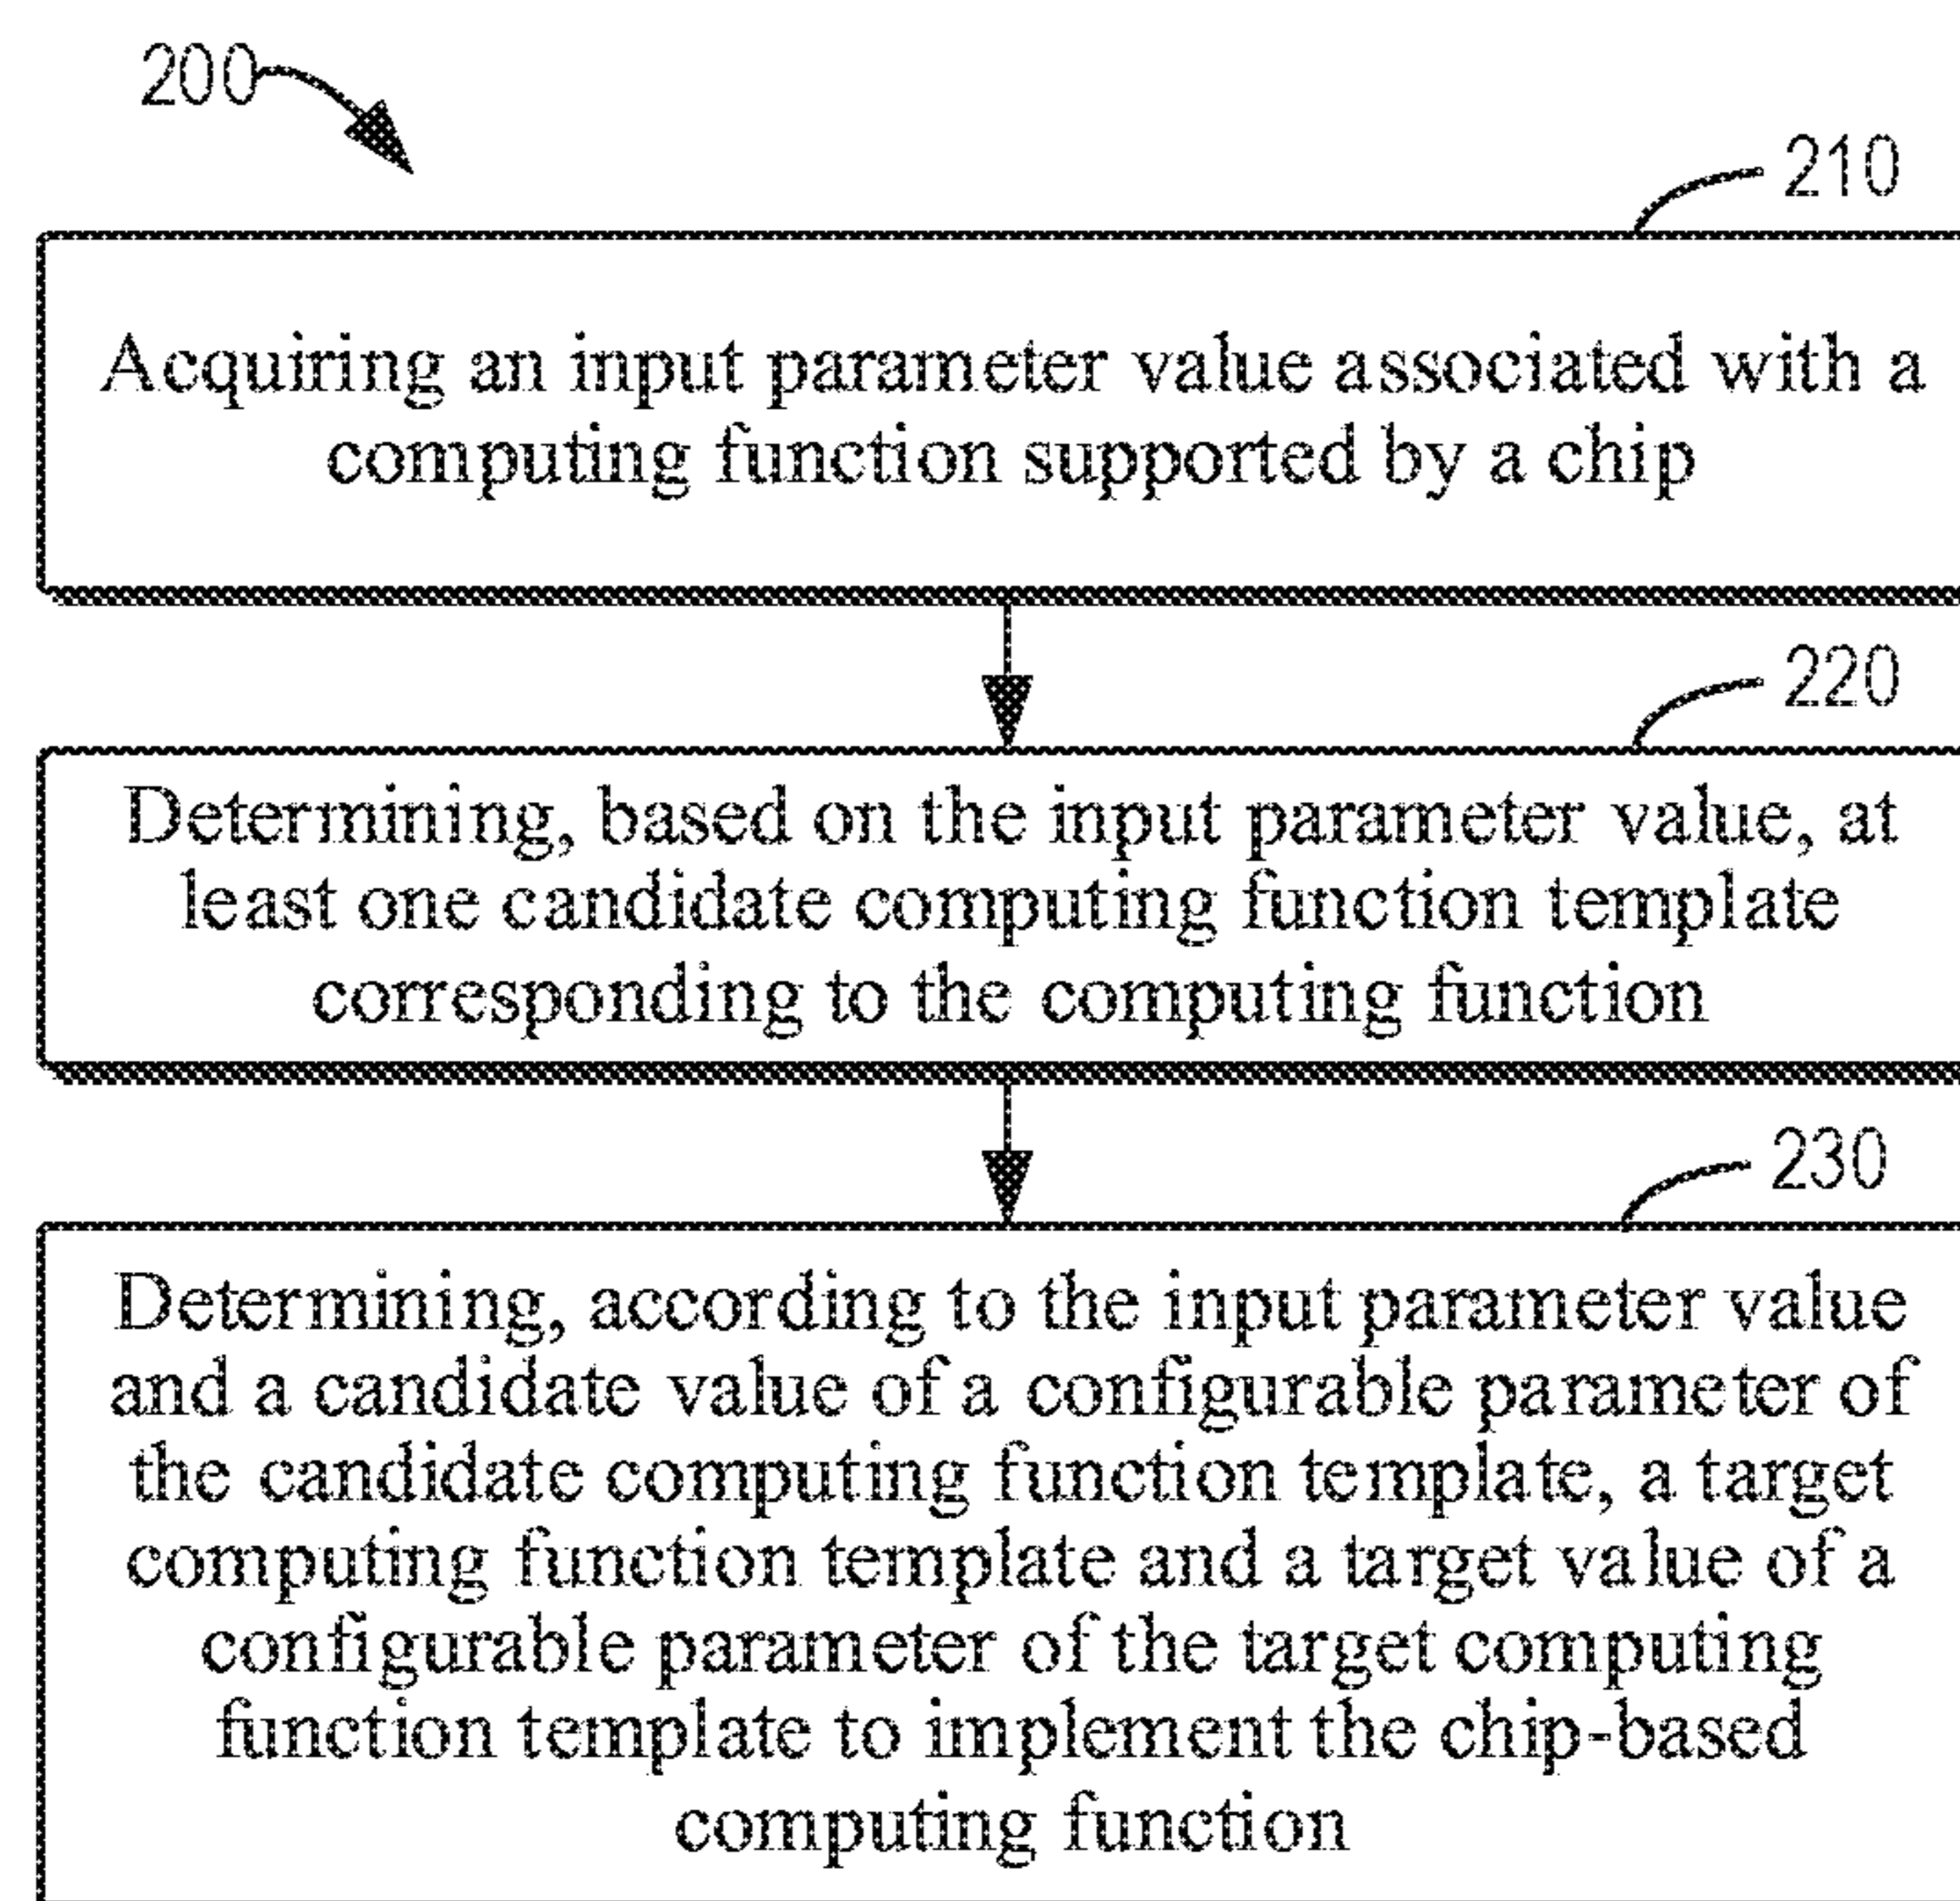 200
210
Acquiring an input parameter value associated with a
computing function supported by a chip
220
Determining, based on the input parameter value, at
least one candidate computing function template
corresponding to the computing function
230
Determining, according to the input parameter value
and a candidate value of a configurable parameter of
the candidate computing function template, a target
computing function template and a target value of a
configurable parameter of the target computing
function template to implement the chip-based
computing function